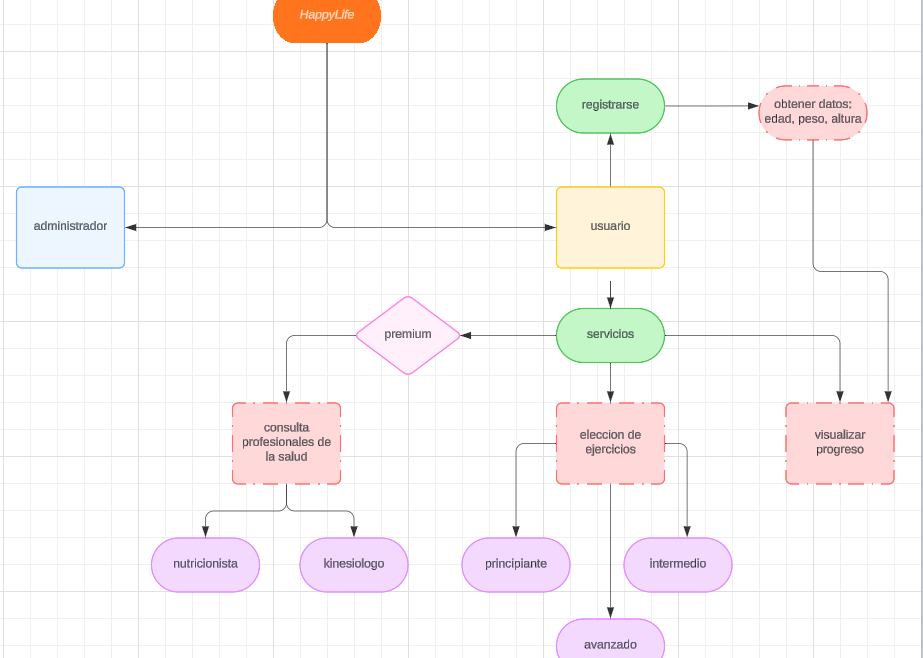 HappyLife
registrarse
obtener datos:
edad, peso, altura
administrador
usuario
premium
servicios
consulta
profesionales de
la salud
eleccion de
ejercicios
visualizar
progreso
nutricionista
kinesiologo
principiante
intermedio
avanzado